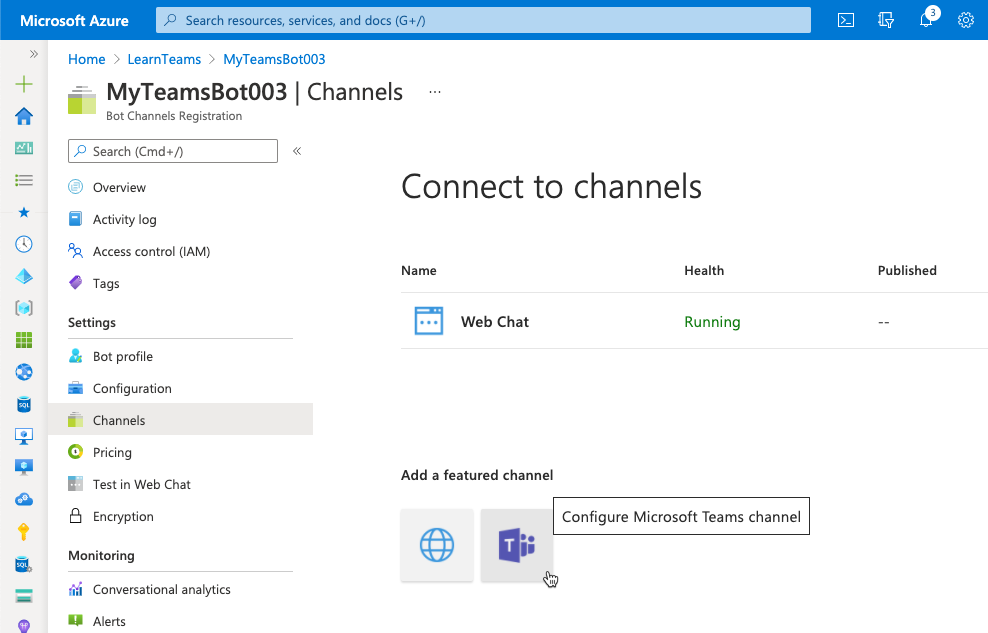 Microsoft Azure
Search resources, services, and docs (G+/)
3
Home > LearnTeams > MyTeamsBot003
MyTeamsBot003 | Channels ...
Bot Channels Registration
Search (Cmd+/)
Overview
Activity log
Access control (IAM)
Tags
Settings
Bot profile
Configuration
Channels
Pricing
Test in Web Chat
Encryption
Monitoring
Conversational analytics
Alerts
Connect to channels
Name Health Published
Web Chat Running --
Add a featured channel
Configure Microsoft Teams channel
T
SQL
SQL